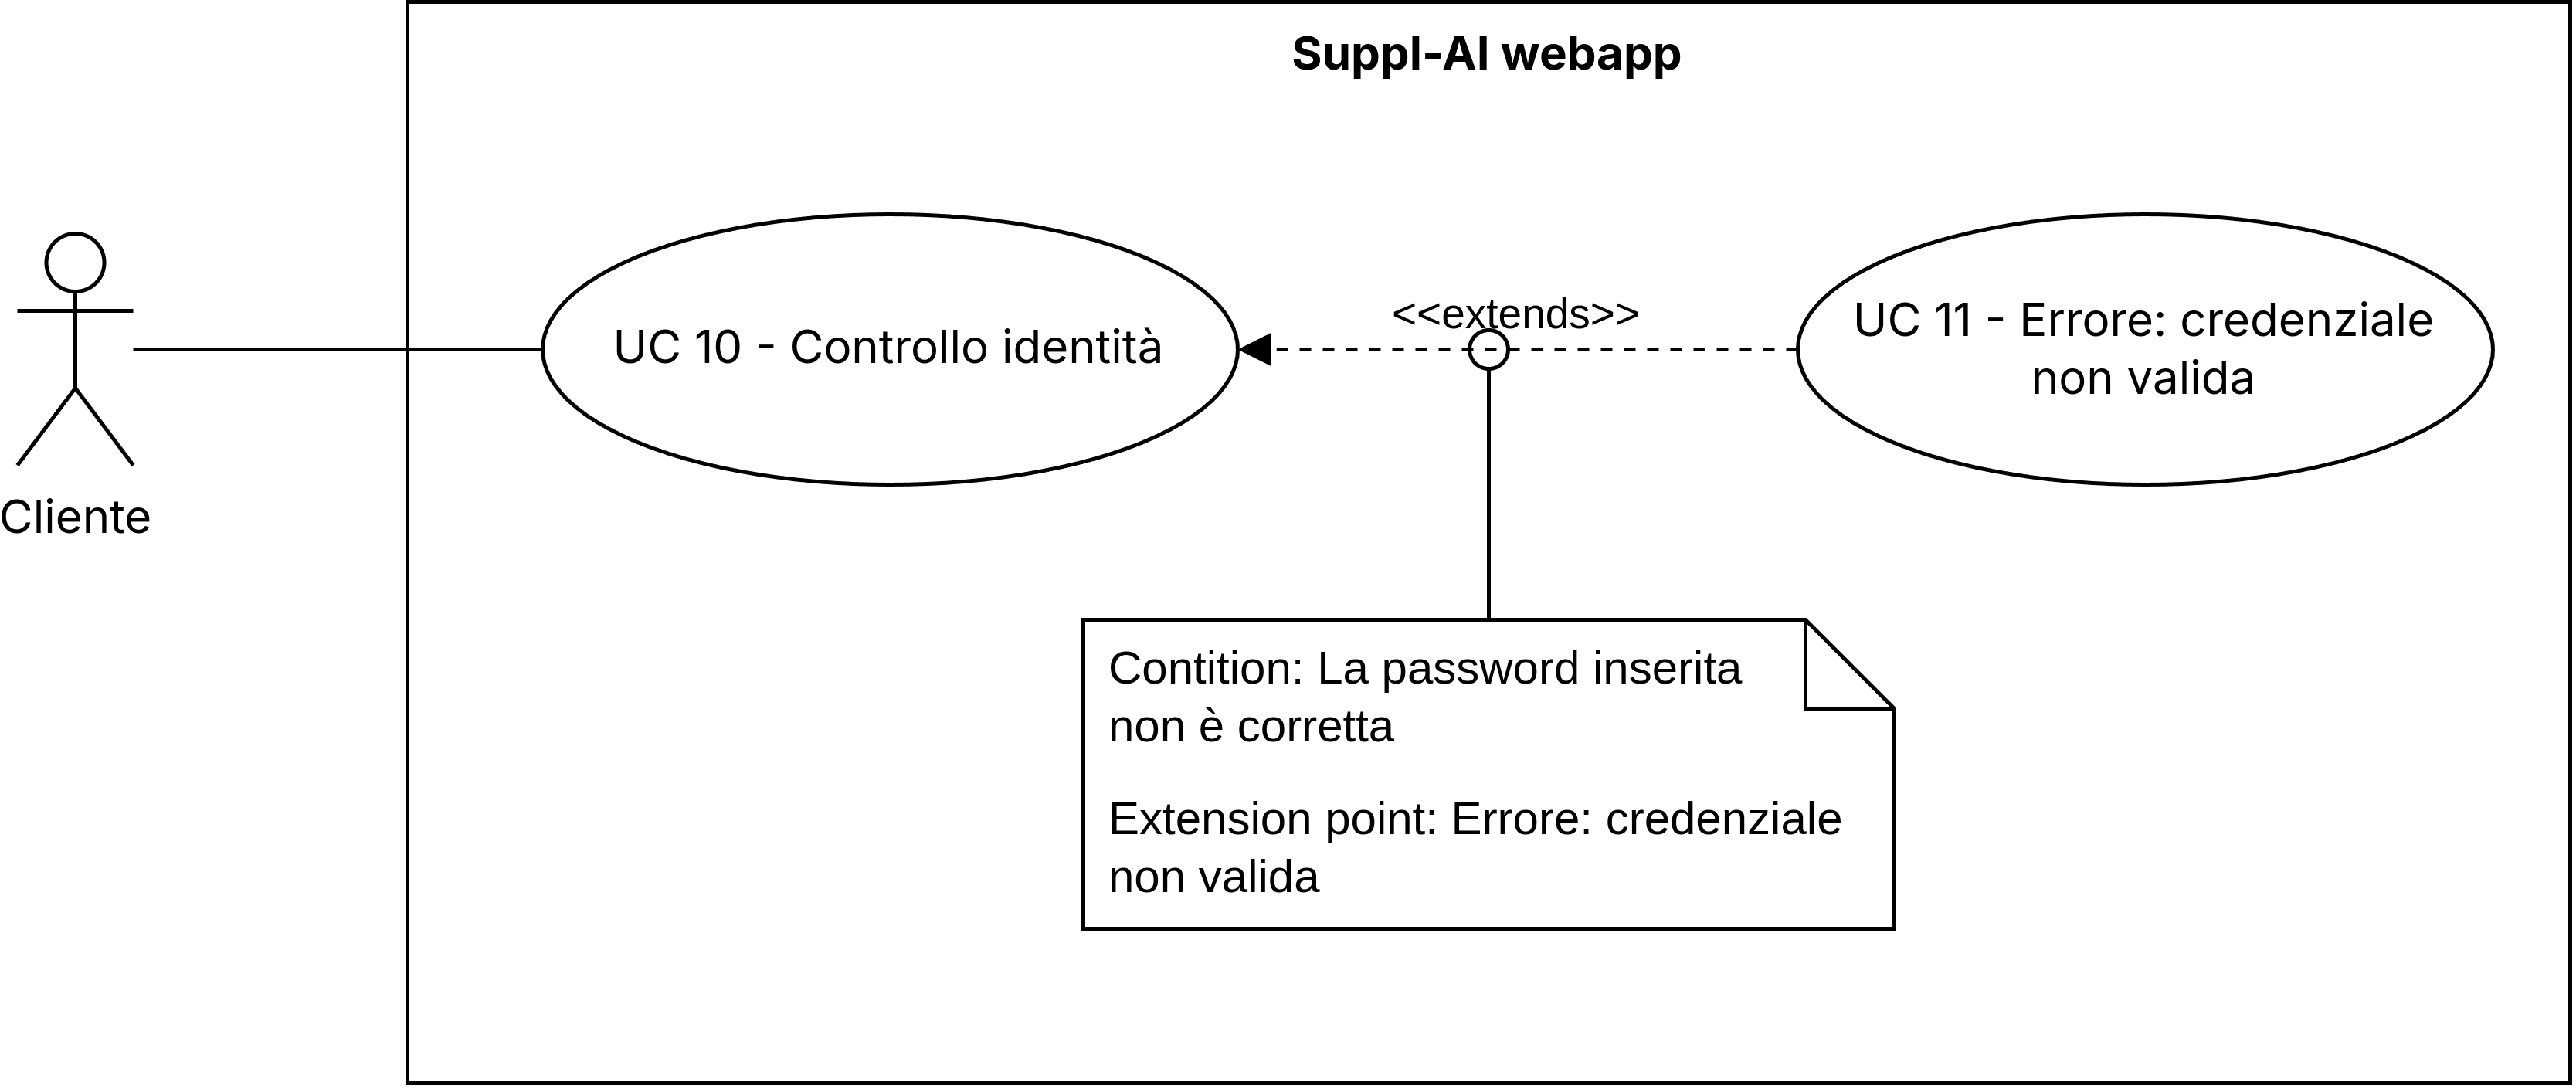 Suppl-AI webapp
Cliente
UC 10 - Controllo identità
<<extends>>
UC 11 - Errore: credenziale
non valida
Contition: La password inserita
non è corretta
Extension point: Errore: credenziale
non valida